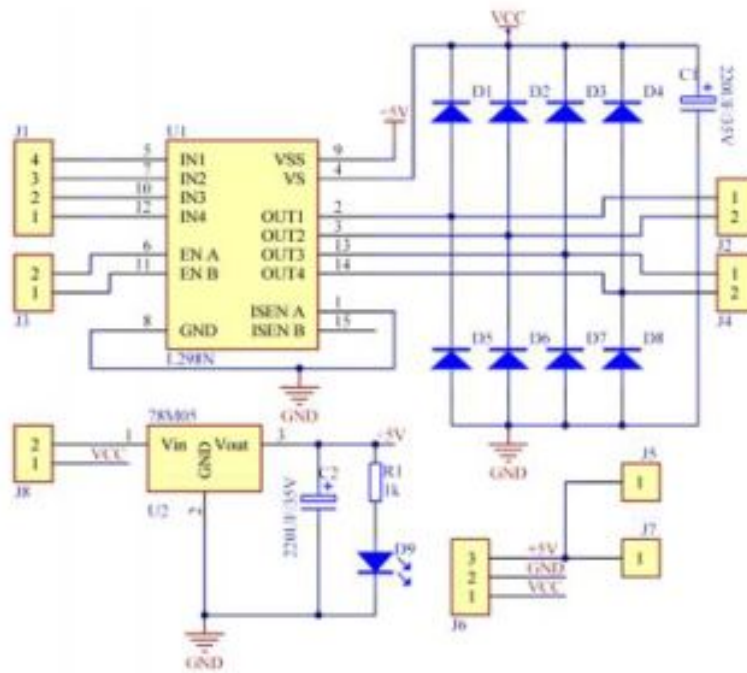 VCC
C1
+
220UF/35V
D1 D2 D3 D4
+5V
J1
4
3
2
1
U1
5 IN1
7 IN2
10 IN3
12 IN4
6 EN A
11 EN B
8 GND
VSS 9
VS 4
OUT1 2
OUT2 3
OUT3 13
OUT4 14
ISEN A 1
ISEN B 15
L298N
J3
2
1
GND
1
2
J2
1
2
J4
D5 D6 D7 D8
GND
J8
2
1
VCC
78M05
1 Vin
Vout 3
GND
2
U2
+5V
C2
+
220UF/35V
R1
1k
D9
GND
J5
1
J7
1
J6
3 +5V
2 GND
1 VCC